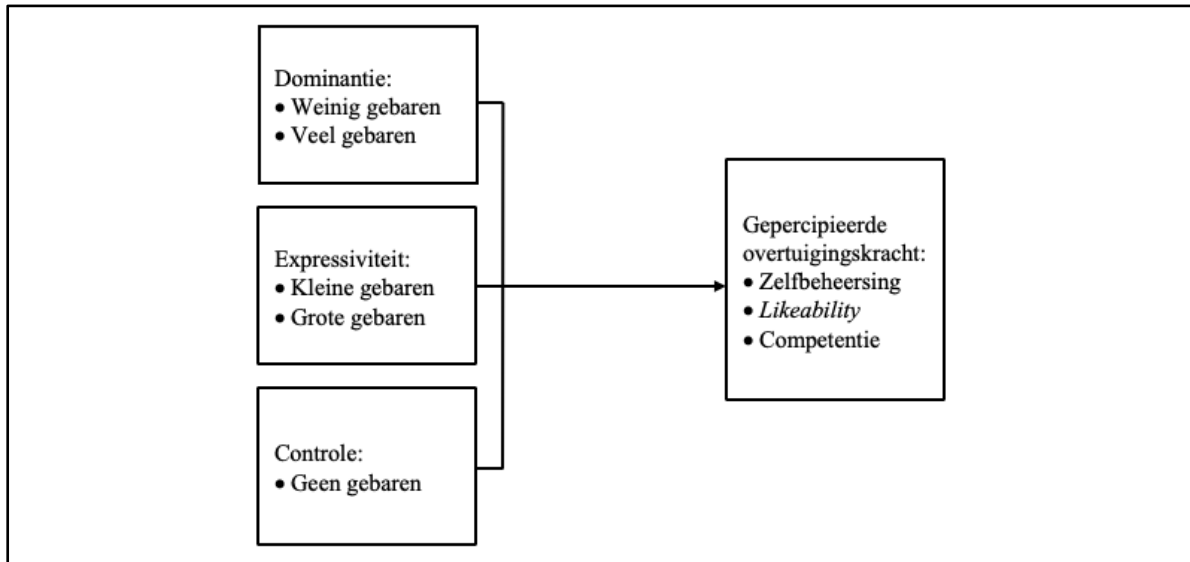 Dominantie:
• Weinig gebaren
• Veel gebaren
Expressiviteit:
• Kleine gebaren
• Grote gebaren
Controle:
• Geen gebaren
Gepercipieerde
overtuigingskracht:
• Zelfbeheersing
• Likeability
• Competentie